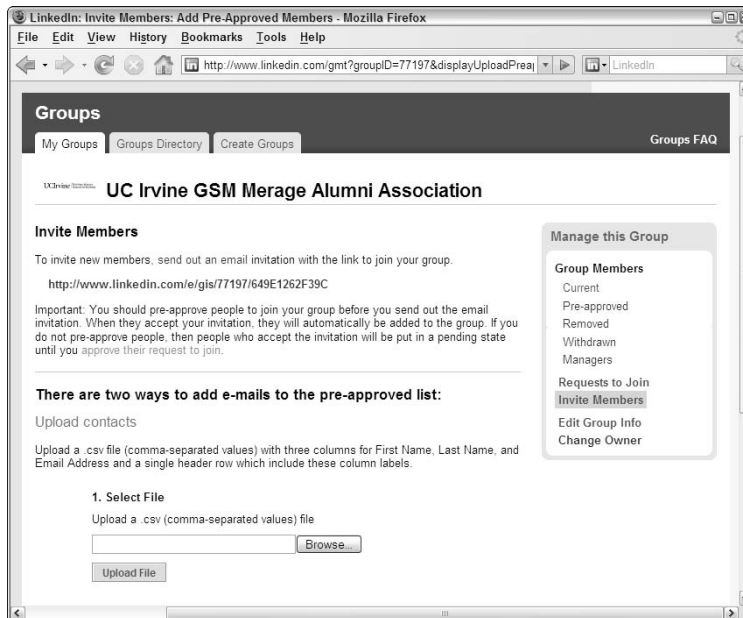 LinkedIn: Invite Members: Add Pre-Approved Members - Mozilla Firefox
File Edit View History Bookmarks Tools Help
http://www.linkedin.com/gmt?groupID=77197&displayUploadPreap
LinkedIn
Groups
My Groups Groups Directory Create Groups
Groups FAQ
UCIrvine
UC Irvine GSM Merage Alumni Association
Invite Members
To invite new members, send out an email invitation with the link to join your group.
http://www.linkedin.com/e/gis/77197/649E1262F39C
Important: You should pre-approve people to join your group before you send out the email
invitation. When they accept your invitation, they will automatically be added to the group. If you
do not pre-approve people, then people who accept the invitation will be put in a pending state
until you approve their request to join.
There are two ways to add e-mails to the pre-approved list:
Upload contacts
Upload a .csv file (comma-separated values) with three columns for First Name, Last Name, and
Email Address and a single header row which include these column labels.
1. Select File
Upload a .csv (comma-separated values) file
Browse...
Upload File
Manage this Group
Group Members
Current
Pre-approved
Removed
Withdrawn
Managers
Requests to Join
Invite Members
Edit Group Info
Change Owner